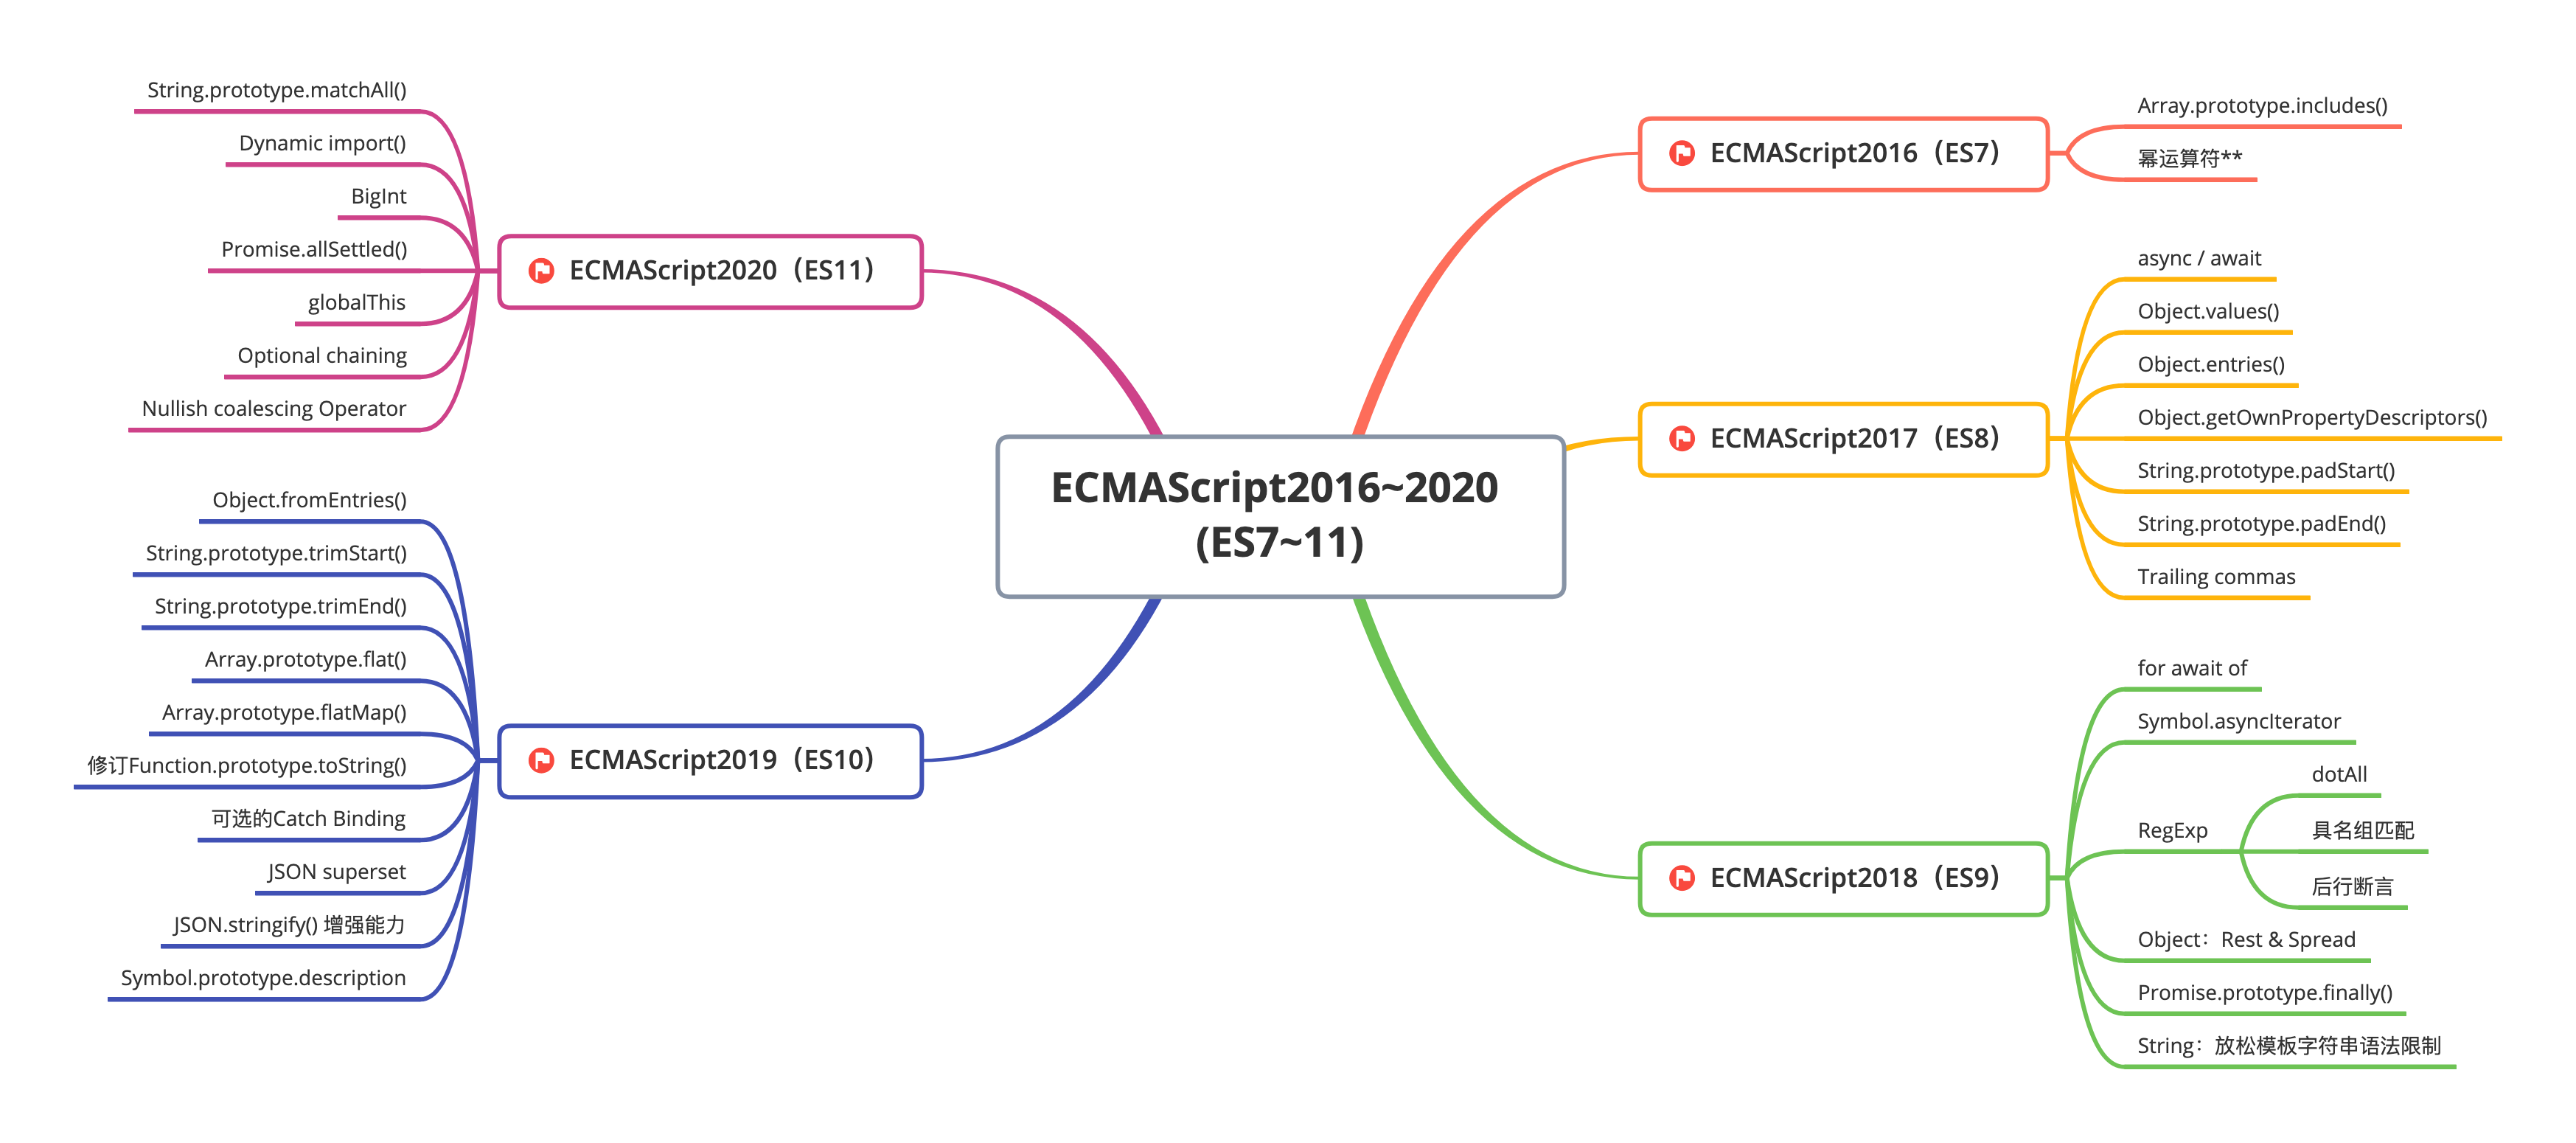 ECMAScript2016~2020
(ES7~11)
ECMAScript2016（ES7）
Array.prototype.includes()
幂运算符**
ECMAScript2017（ES8）
async / await
Object.values()
Object.entries()
Object.getOwnPropertyDescriptors()
String.prototype.padStart()
String.prototype.padEnd()
Trailing commas
ECMAScript2018（ES9）
for await of
Symbol.asyncIterator
RegExp
dotAll
具名组匹配
后行断言
Object：Rest & Spread
Promise.prototype.finally()
String：放松模板字符串语法限制
ECMAScript2019（ES10）
Object.fromEntries()
String.prototype.trimStart()
String.prototype.trimEnd()
Array.prototype.flat()
Array.prototype.flatMap()
修订Function.prototype.toString()
可选的Catch Binding
JSON superset
JSON.stringify() 增强能力
Symbol.prototype.description
ECMAScript2020（ES11）
String.prototype.matchAll()
Dynamic import()
BigInt
Promise.allSettled()
globalThis
Optional chaining
Nullish coalescing Operator